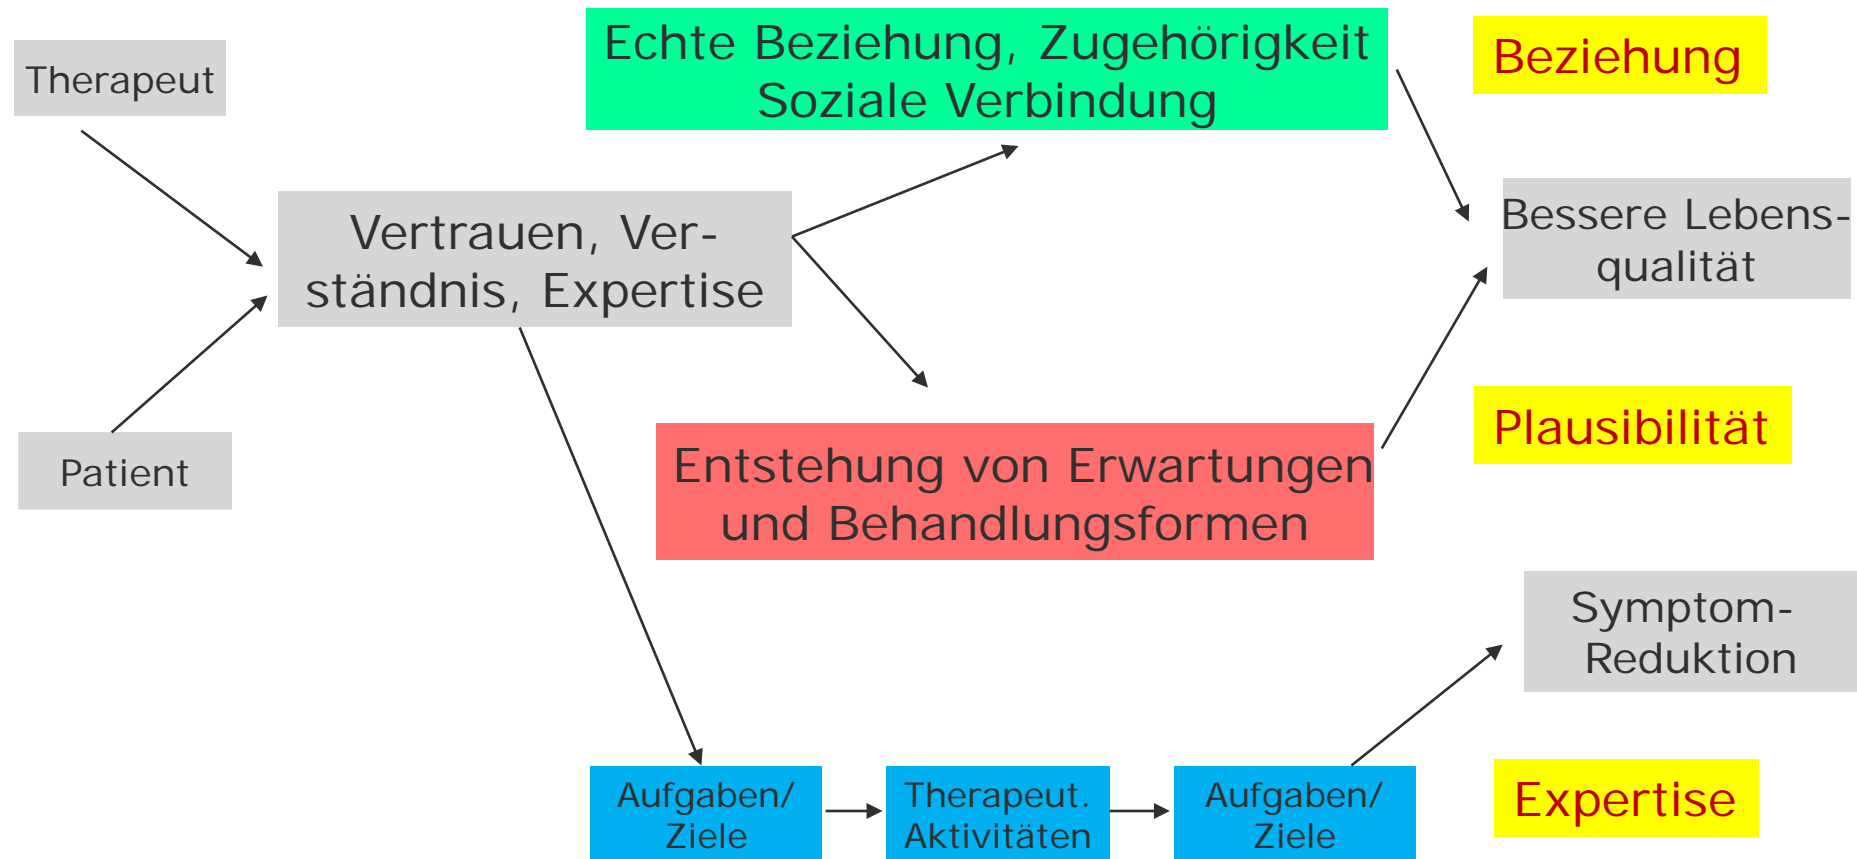 Therapeut
Echte Beziehung, Zugehörigkeit
Soziale Verbindung
Beziehung
Vertrauen, Ver-
ständnis, Expertise
Bessere Lebens-
qualität
Patient
Entstehung von Erwartungen
und Behandlungsformen
Plausibilität
Symptom-
Reduktion
Aufgaben/
Ziele
Therapeut.
Aktivitäten
Aufgaben/
Ziele
Expertise